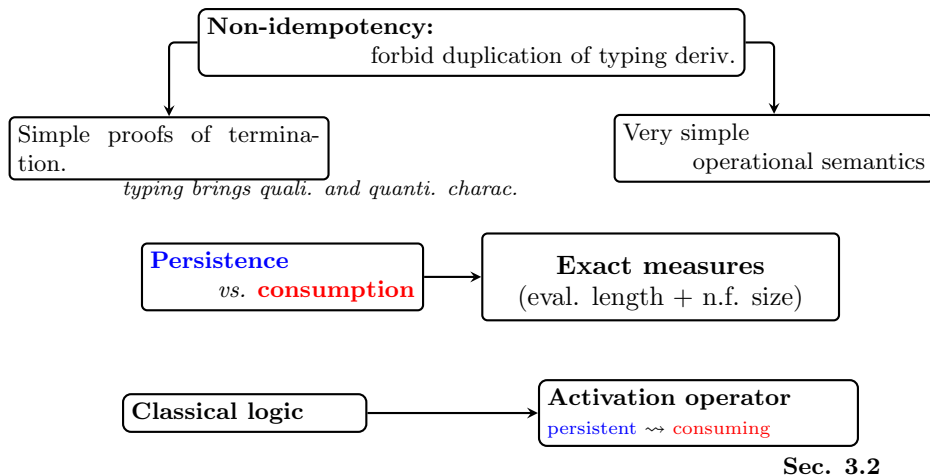 Non-idempotency:
forbid duplication of typing deriv.
Simple proofs of termina-
tion.
Very simple
operational semantics
typing brings quali. and quanti. charac.
Persistence
vs. consumption
Exact measures
(eval. length + n.f. size)
Classical logic
Activation operator
persistent ⇝ consuming
Sec. 3.2